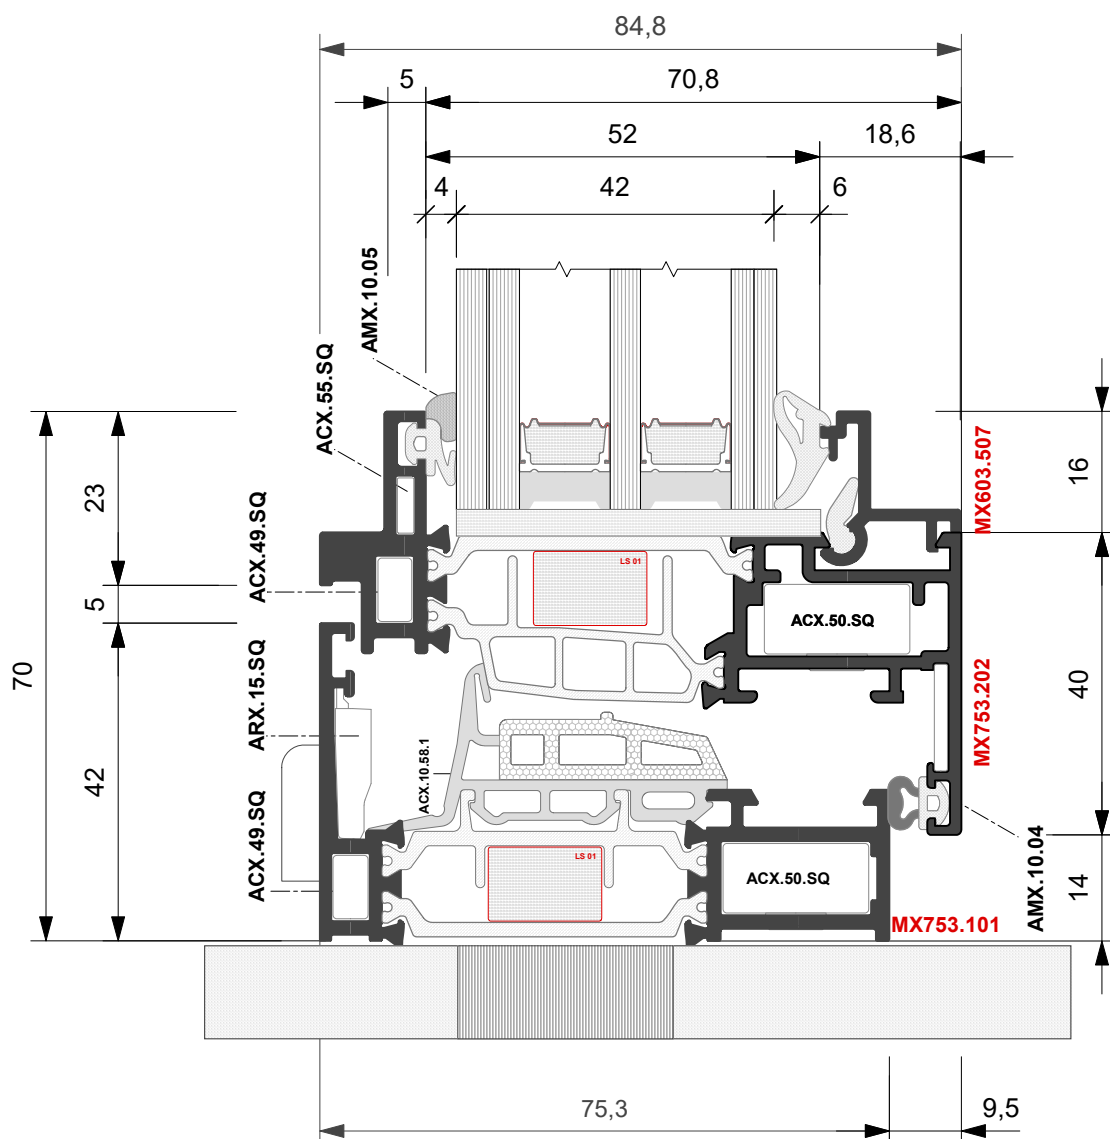 84,8
5
70,8
52
18,6
4
42
6
AMX.10.05
ACX.55.SQ
23
16
MX603.507
ACX.49.SQ
LS 01
5
ACX.50.SQ
70
ARX.15.SQ
40
MX753.202
42
ACX.10.58.1
ACX.49.SQ
LS 01
ACX.50.SQ
AMX.10.04
14
MX753.101
75,3
9,5